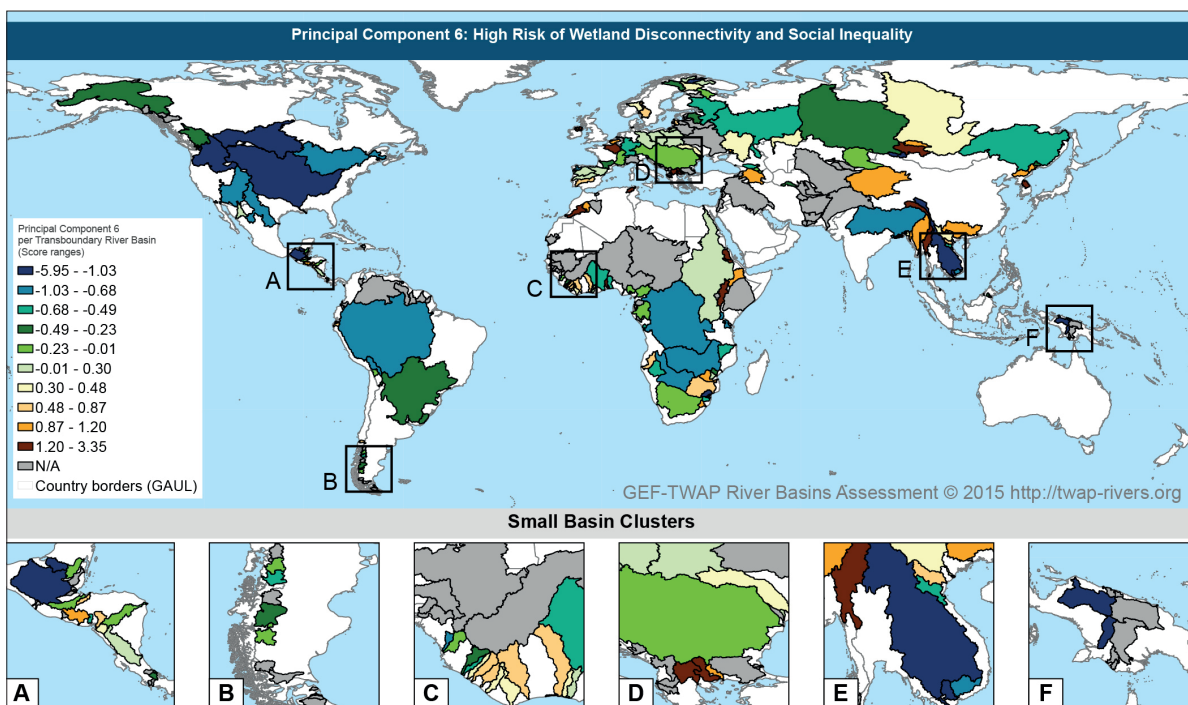 Principal Component 6: High Risk of Wetland Disconnectivity and Social Inequality
Principal Component 6
per Transboundary River Basin
(Score ranges)
-5.95 - -1.03
-1.03 - -0.68
-0.68 - -0.49
-0.49 - -0.23
-0.23 - -0.01
-0.01 - 0.30
0.30 - 0.48
0.48 - 0.87
0.87 - 1.20
1.20 - 3.35
N/A
Country borders (GAUL)
A
B
C
D
E
F
GEF-TWAP River Basins Assessment © 2015 http://twap-rivers.org
Small Basin Clusters
A
B
C
D
E
F